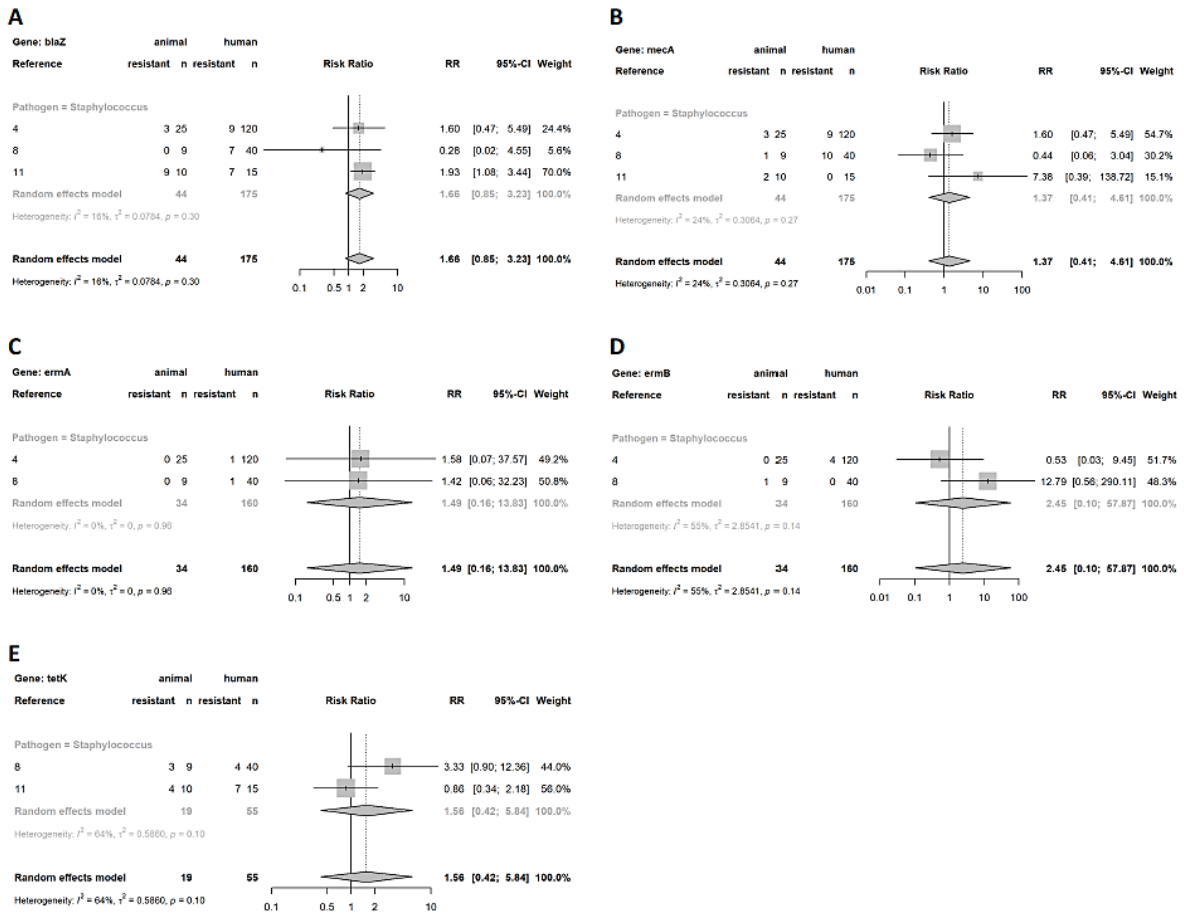 A
Gene: blaZ animal human
Reference resistant n resistant n Risk Ratio RR 95%-CI Weight
Pathogen = Staphylococcus
4 3 25 9 120 1.60 [0.47; 5.49] 24.4%
8 0 9 7 40 0.28 [0.02; 4.55] 5.6%
11 9 10 7 15 1.93 [1.08; 3.44] 70.0%
Random effects model 44 175 1.66 [0.85; 3.23] 100.0%
Heterogeneity: I² = 16%, τ² = 0.0784, p = 0.30
Random effects model 44 175 1.66 [0.85; 3.23] 100.0%
Heterogeneity: I² = 16%, τ² = 0.0784, p = 0.30
0.1 0.5 1 2 10
B
Gene: mecA animal human
Reference resistant n resistant n Risk Ratio RR 95%-CI Weight
Pathogen = Staphylococcus
4 3 25 9 120 1.60 [0.47; 5.49] 54.7%
8 1 9 10 40 0.44 [0.06; 3.04] 30.2%
11 2 10 0 15 7.38 [0.39; 138.72] 15.1%
Random effects model 44 175 1.37 [0.41; 4.61] 100.0%
Heterogeneity: I² = 24%, τ² = 0.3064, p = 0.27
Random effects model 44 175 1.37 [0.41; 4.61] 100.0%
Heterogeneity: I² = 24%, τ² = 0.3064, p = 0.27
0.01 0.1 1 10 100
C
Gene: ermA animal human
Reference resistant n resistant n Risk Ratio RR 95%-CI Weight
Pathogen = Staphylococcus
4 0 25 1 120 1.58 [0.07; 37.57] 49.2%
8 0 9 1 40 1.42 [0.06; 32.23] 50.8%
Random effects model 34 160 1.49 [0.16; 13.83] 100.0%
Heterogeneity: I² = 0%, τ² = 0, p = 0.96
Random effects model 34 160 1.49 [0.16; 13.83] 100.0%
Heterogeneity: I² = 0%, τ² = 0, p = 0.96
0.1 0.5 1 2 10
D
Gene: ermB animal human
Reference resistant n resistant n Risk Ratio RR 95%-CI Weight
Pathogen = Staphylococcus
4 0 25 4 120 0.53 [0.03; 9.45] 51.7%
8 1 9 0 40 12.79 [0.56; 290.11] 48.3%
Random effects model 34 160 2.45 [0.10; 57.87] 100.0%
Heterogeneity: I² = 55%, τ² = 2.8541, p = 0.14
Random effects model 34 160 2.45 [0.10; 57.87] 100.0%
Heterogeneity: I² = 55%, τ² = 2.8541, p = 0.14
0.01 0.1 1 10 100
E
Gene: tetK animal human
Reference resistant n resistant n Risk Ratio RR 95%-CI Weight
Pathogen = Staphylococcus
8 3 9 4 40 3.33 [0.90; 12.36] 44.0%
11 4 10 7 15 0.86 [0.34; 2.18] 56.0%
Random effects model 19 55 1.56 [0.42; 5.84] 100.0%
Heterogeneity: I² = 64%, τ² = 0.5860, p = 0.10
Random effects model 19 55 1.56 [0.42; 5.84] 100.0%
Heterogeneity: I² = 64%, τ² = 0.5860, p = 0.10
0.1 0.5 1 2 10